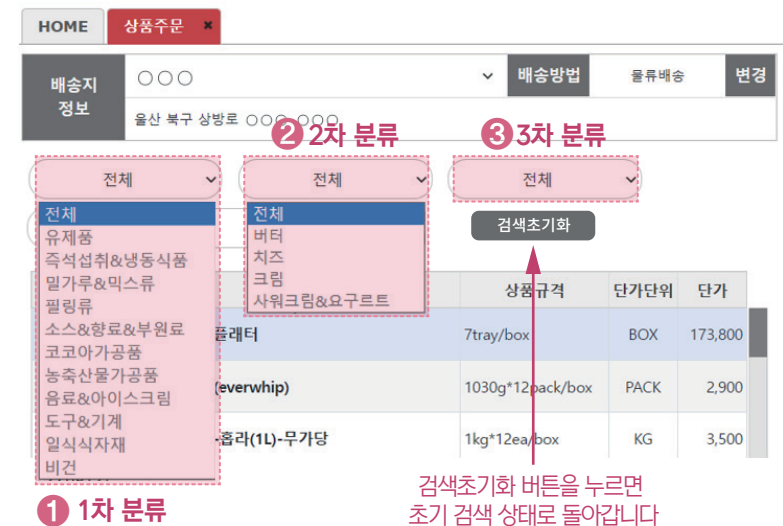 HOME 상품주문 ✖
배송지 정보
○○○ 배송방법 물류배송 변경
울산 북구 상방로 ○○○ ○○○
❷ 2차 분류 ❸ 3차 분류
전체 전체 전체
전체
유제품
즉석섭취&냉동식품
밀가루&믹스류
필링류
소스&향료&부원료
코코아가공품
농축산물가공품
음료&아이스크림
도구&기계
일식식자재
비건
전체
버터
치즈
크림
사워크림&요구르트
검색초기화
상품규격 단가단위 단가
플래터 7tray/box BOX 173,800
(everwhip) 1030g*12pack/box PACK 2,900
-흡라(1L)-무가당 1kg*12ea/box KG 3,500
❶ 1차 분류
검색초기화 버튼을 누르면
초기 검색 상태로 돌아갑니다